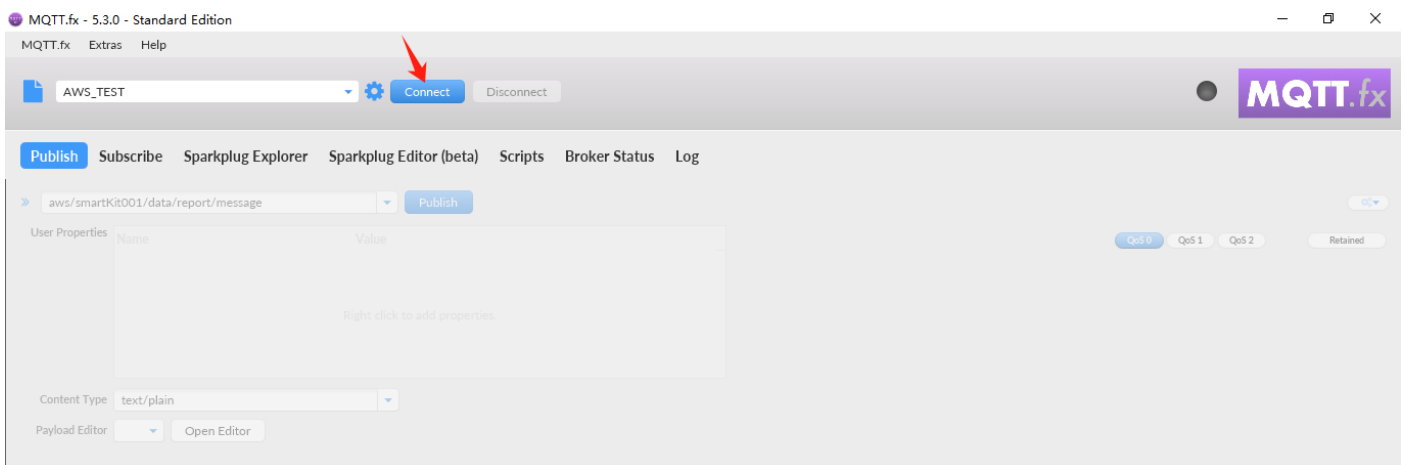 MQTT.fx - 5.3.0 - Standard Edition
MQTT.fx Extras Help
AWS_TEST Connect Disconnect MQTT.fx
Publish Subscribe Sparkplug Explorer Sparkplug Editor (beta) Scripts Broker Status Log
aws/smartKit001/data/report/message Publish
User Properties Name Value QoS 0 QoS 1 QoS 2 Retained
Right click to add properties.
Content Type text/plain
Payload Editor Open Editor